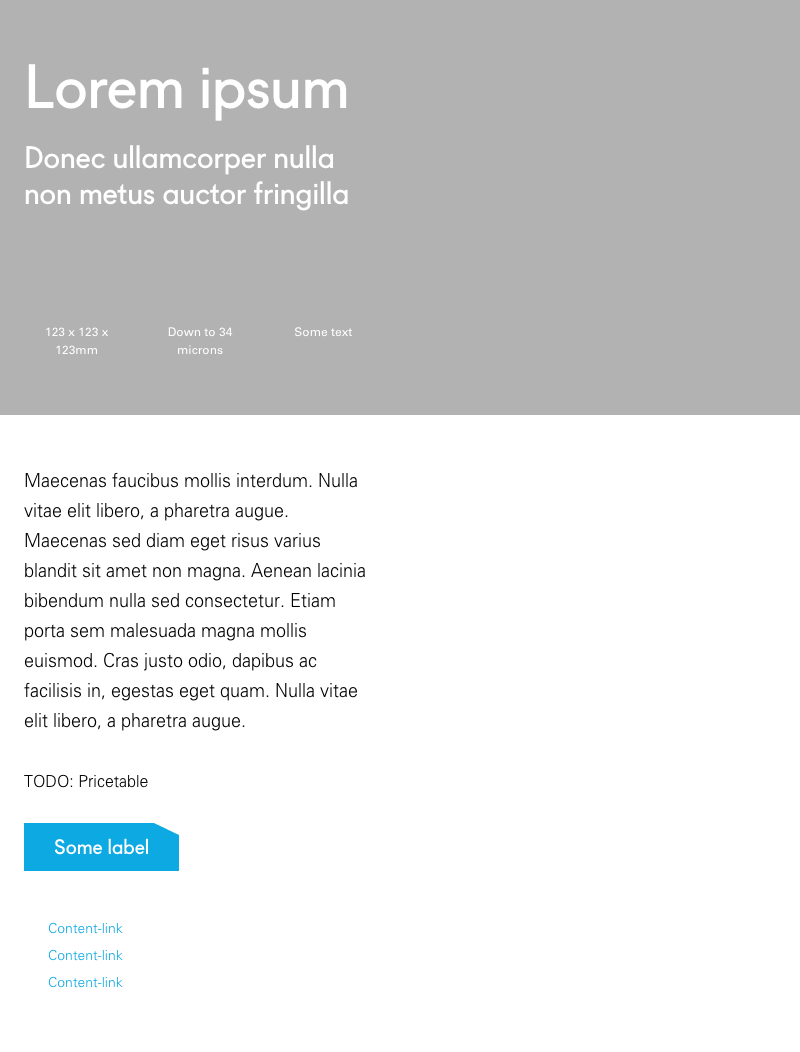 Lorem ipsum
Donec ullamcorper nulla
non metus auctor fringilla
123 x 123 x
123mm
Down to 34
microns
Some text
Maecenas faucibus mollis interdum. Nulla
vitae elit libero, a pharetra augue.
Maecenas sed diam eget risus varius
blandit sit amet non magna. Aenean lacinia
bibendum nulla sed consectetur. Etiam
porta sem malesuada magna mollis
euismod. Cras justo odio, dapibus ac
facilisis in, egestas eget quam. Nulla vitae
elit libero, a pharetra augue.
TODO: Pricetable
Some label
Content-link
Content-link
Content-link